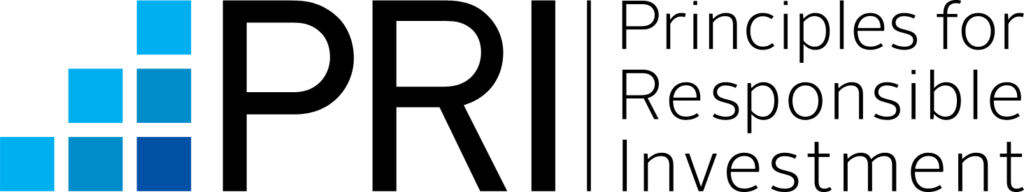 PRI
Principles for
Responsible
Investment